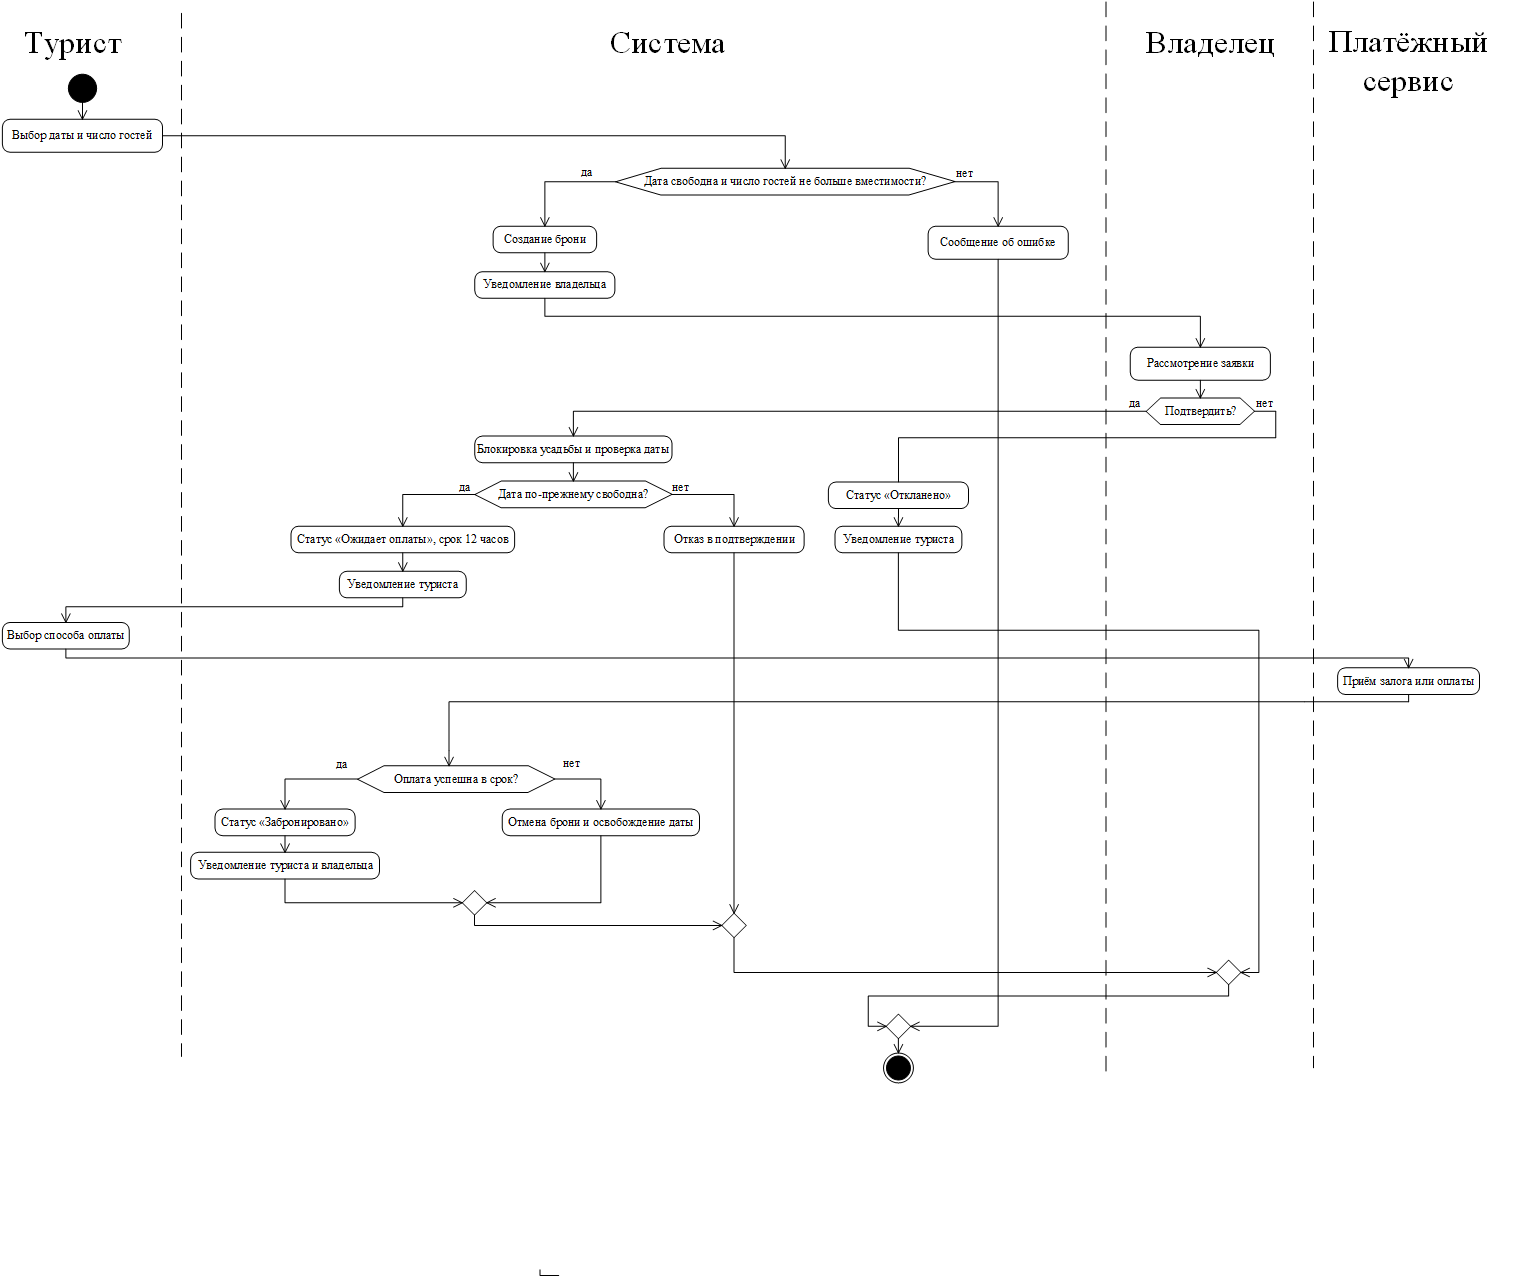 Турист
Система
Владелец
Платёжный
сервис
Выбор даты и число гостей
да
Дата свободна и число гостей не больше вместимости?
нет
Создание брони
Сообщение об ошибке
Уведомление владельца
Рассмотрение заявки
да
Подтвердить?
нет
Блокировка усадьбы и проверка даты
да
Дата по-прежнему свободна?
нет
Статус «Откланено»
Статус «Ожидает оплаты», срок 12 часов
Отказ в подтверждении
Уведомление туриста
Уведомление туриста
Выбор способа оплаты
Приём залога или оплаты
да
Оплата успешна в срок?
нет
Статус «Забронировано»
Отмена брони и освобождение даты
Уведомление туриста и владельца